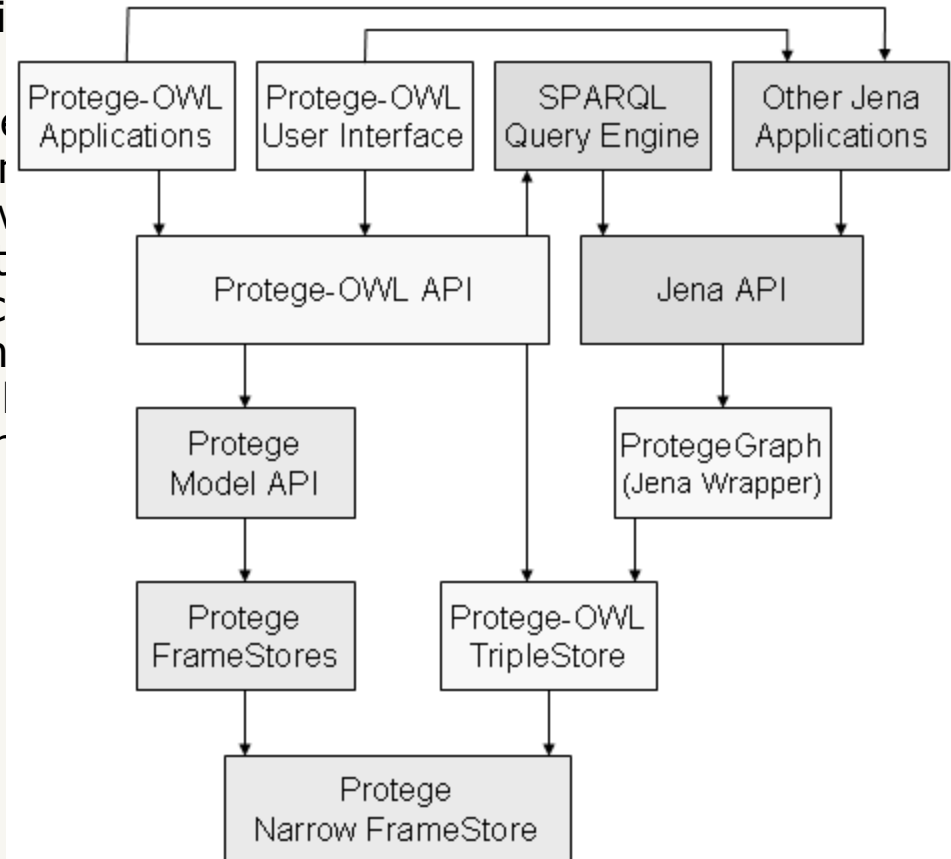 Protege-OWL
Applications
Protege-OWL
User Interface
SPARQL
Query Engine
Other Jena
Applications
Protege-OWL API
Jena API
Protege
Model API
ProtegeGraph
(Jena Wrapper)
Protege
FrameStores
Protege-OWL
TripleStore
Protege
Narrow FrameStore